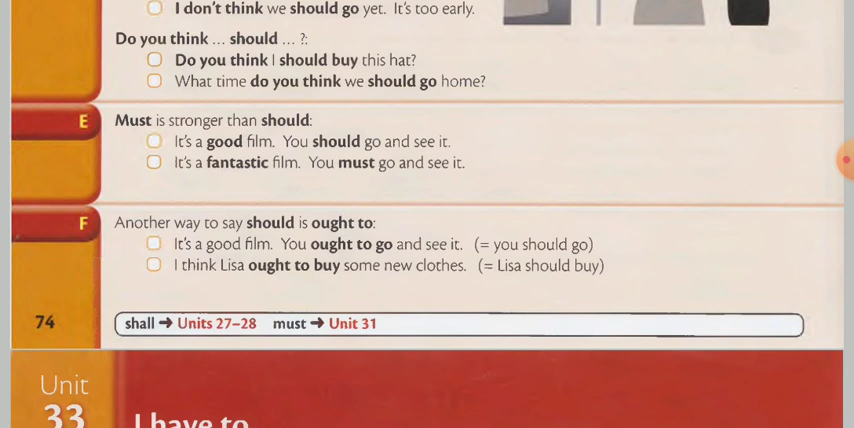 I don't think we should go yet. It's too early.
Do you think ... should ... ?:
Do you think I should buy this hat?
What time do you think we should go home?
E
Must is stronger than should:
It's a good film. You should go and see it.
It's a fantastic film. You must go and see it.
F
Another way to say should is ought to:
It's a good film. You ought to go and see it. (= you should go)
I think Lisa ought to buy some new clothes. (= Lisa should buy)
74
shall ➜ Units 27–28 must ➜ Unit 31
Unit
33
I have to